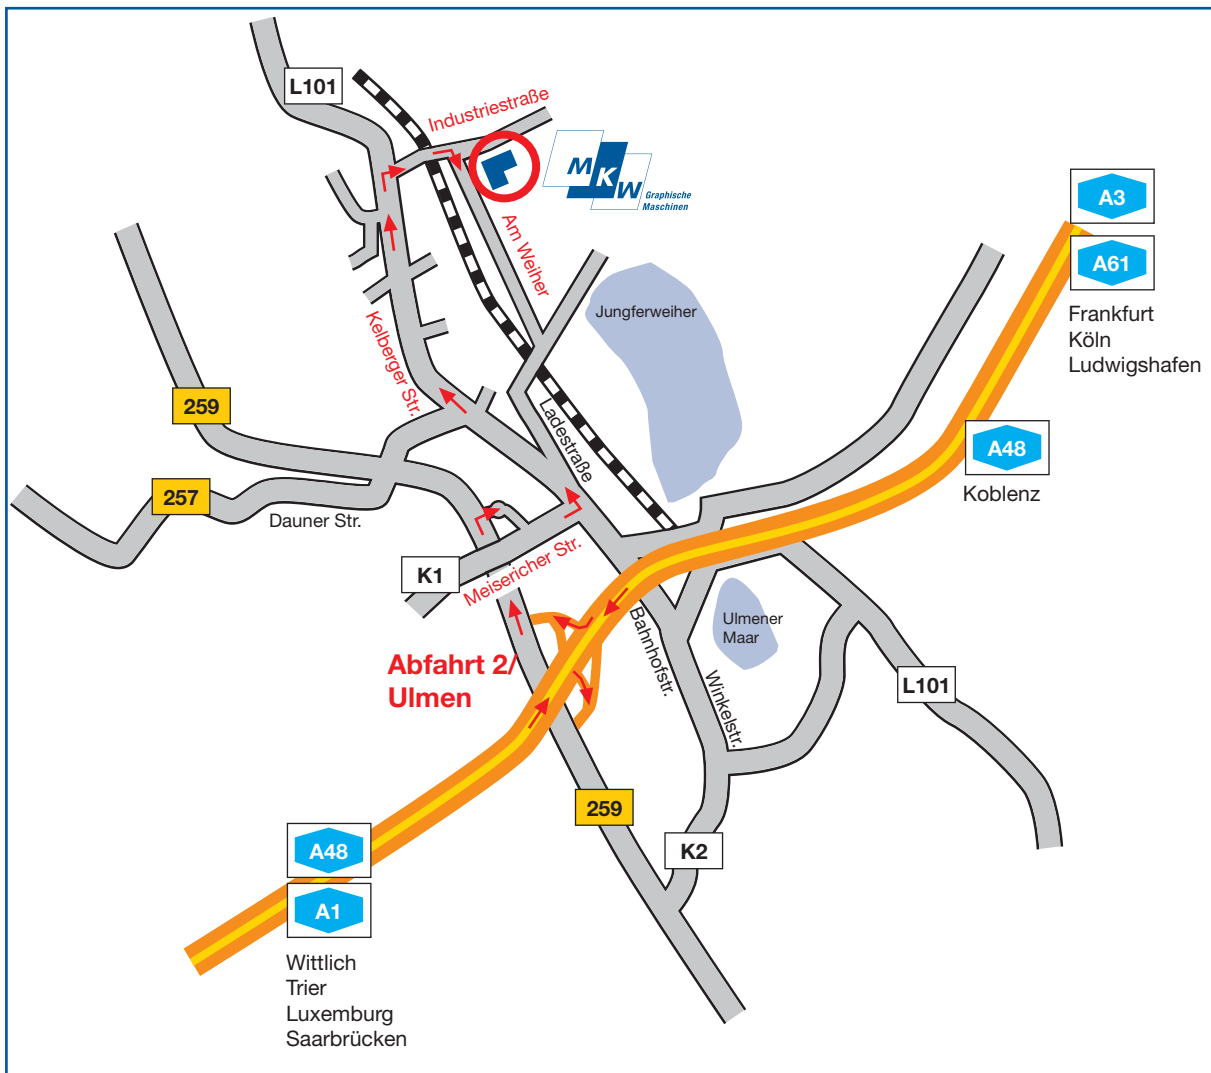 L101
Industriestraße
MKW
Graphische
Maschinen
A3
A61
Frankfurt
Köln
Ludwigshafen
Am Weiher
Jungferweiher
Kelberger Str.
259
Ladestraße
A48
Koblenz
257
Dauner Str.
K1
Meisericher Str.
Ulmener
Maar
Bahnhofstr.
Abfahrt 2/
Ulmen
Winkelstr.
L101
259
K2
A48
A1
Wittlich
Trier
Luxemburg
Saarbrücken